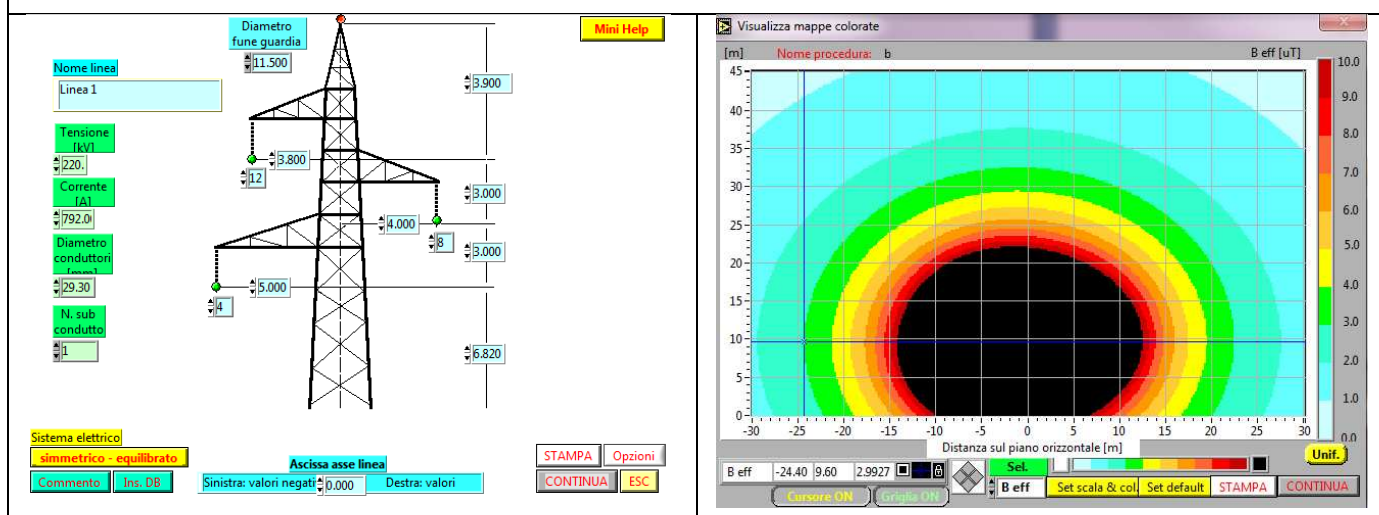 Diametro
fune guardia
11.500
Mini Help
Nome linea
Linea 1
3.900
Tensione
[kV]
220.
3.800
12
Corrente
[A]
792.0
3.000
4.000
8
Diametro
conduttori
[mm]
29.30
3.000
5.000
4
N. sub
condutto
1
6.820
Sistema elettrico
simmetrico - equilibrato
Commento
Ins. DB
Ascissa asse linea
Sinistra: valori negati
0.000
Destra: valori
STAMPA
Opzioni
CONTINUA
ESC
Visualizza mappe colorate
[m]
Nome procedura: b
B eff [uT]
45
40
35
30
25
20
15
10
5
0
-30 -25 -20 -15 -10 -5 0 5 10 15 20 25 30
Distanza sul piano orizzontale [m]
10.0
9.0
8.0
7.0
6.0
5.0
4.0
3.0
2.0
1.0
0.0
Unif.
B eff -24.40 9.60 2.9927
Cursore ON
Griglia ON
Sel.
B eff
Set scala & col.
Set default
STAMPA
CONTINUA